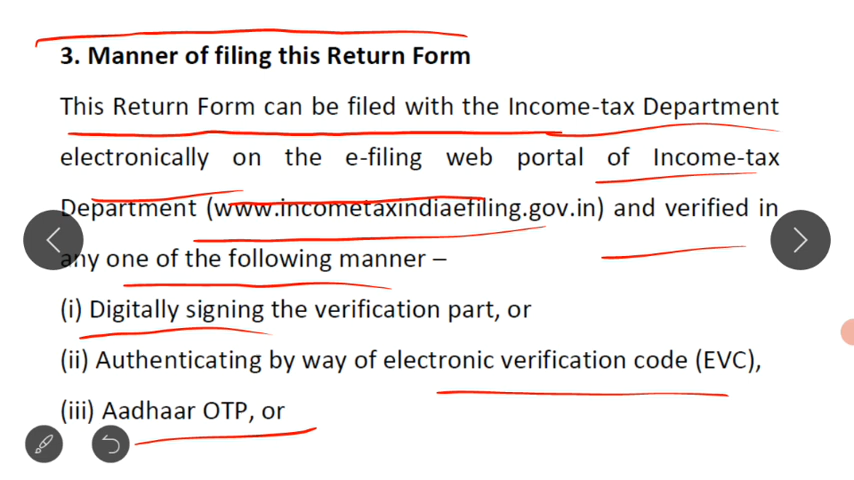 3. Manner of filing this Return Form
This Return Form can be filed with the Income-tax Department
electronically on the e-filing web portal of Income-tax
Department (www.incometaxindiaefiling.gov.in) and verified in
any one of the following manner –
(i) Digitally signing the verification part, or
(ii) Authenticating by way of electronic verification code (EVC),
(iii) Aadhaar OTP, or